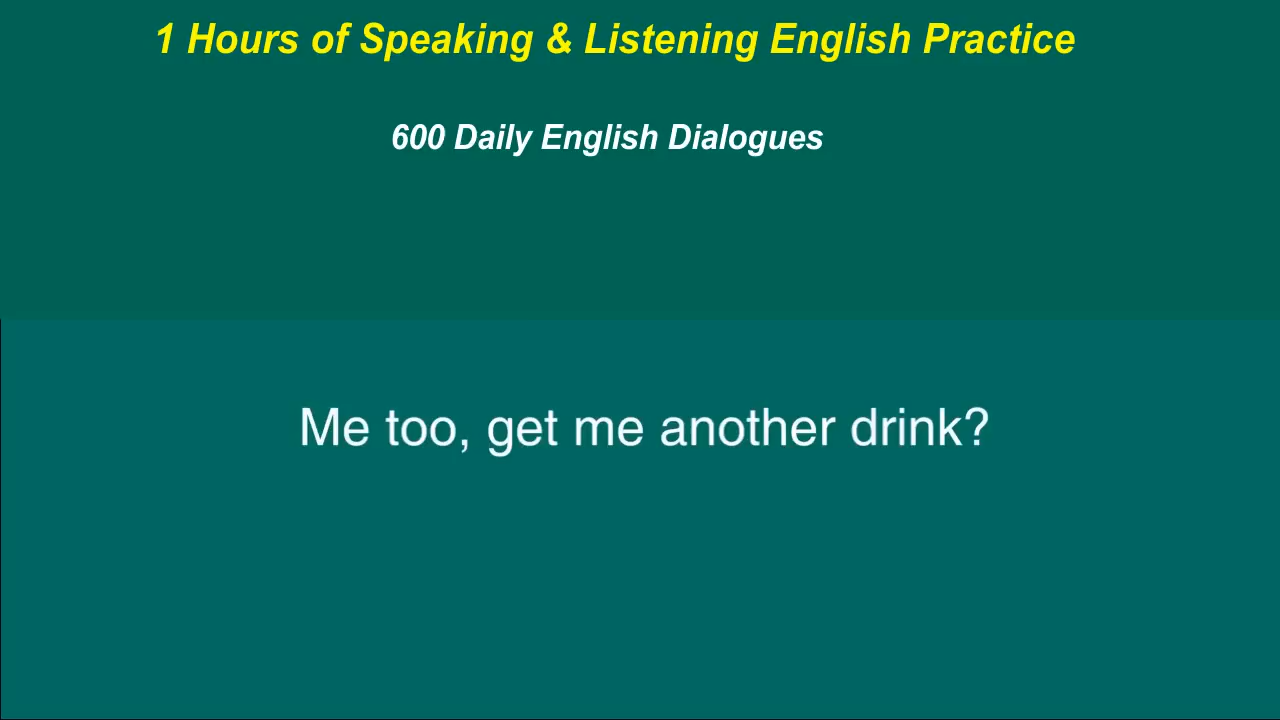 1 Hours of Speaking & Listening English Practice
600 Daily English Dialogues
Me too, get me another drink?